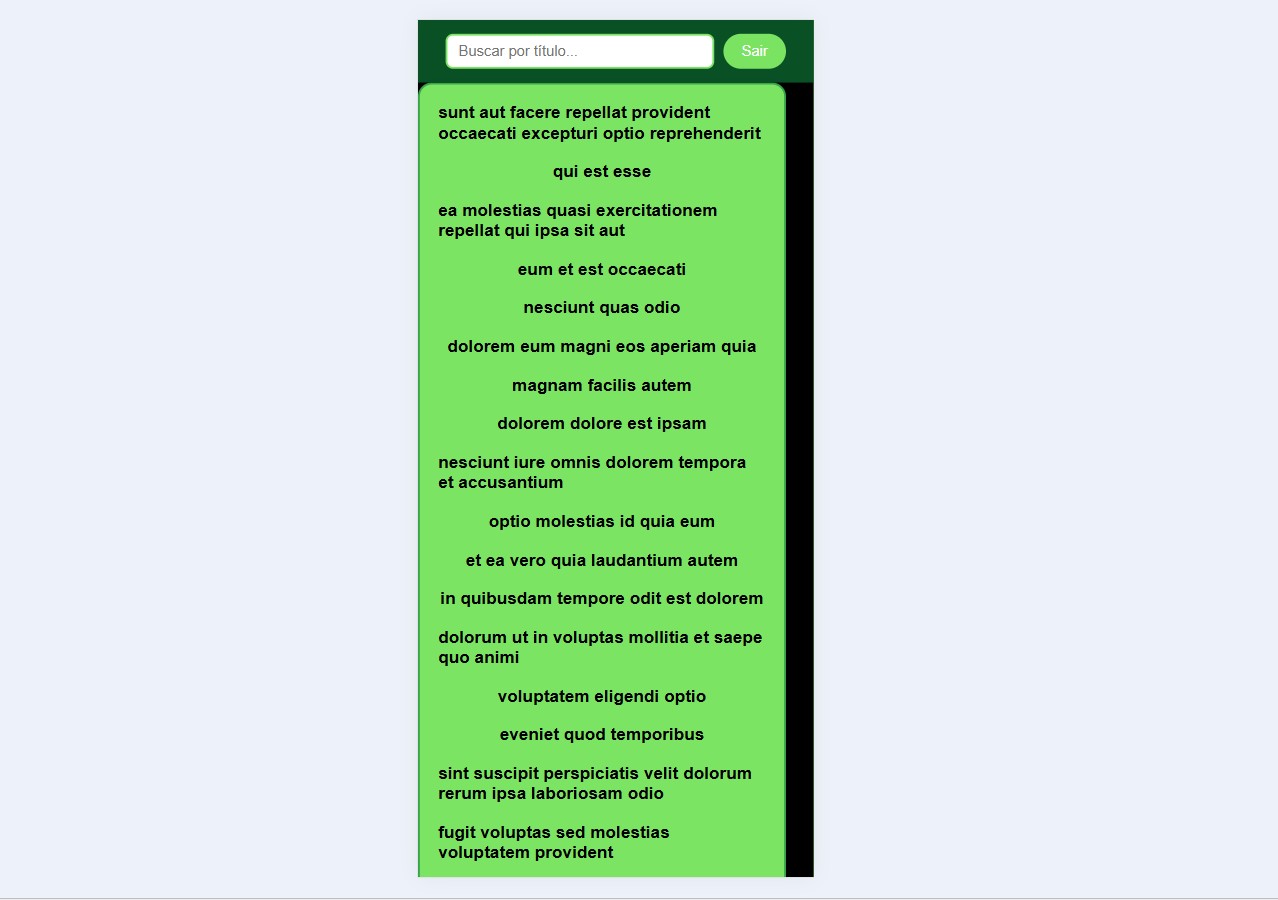 Buscar por título...
Sair
sunt aut facere repellat provident
occaecati excepturi optio reprehenderit
qui est esse
ea molestias quasi exercitationem
repellat qui ipsa sit aut
eum et est occaecati
nesciunt quas odio
dolorem eum magni eos aperiam quia
magnam facilis autem
dolorem dolore est ipsam
nesciunt iure omnis dolorem tempora
et accusantium
optio molestias id quia eum
et ea vero quia laudantium autem
in quibusdam tempore odit est dolorem
dolorum ut in voluptas mollitia et saepe
quo animi
voluptatem eligendi optio
eveniet quod temporibus
sint suscipit perspiciatis velit dolorum
rerum ipsa laboriosam odio
fugit voluptas sed molestias
voluptatem provident